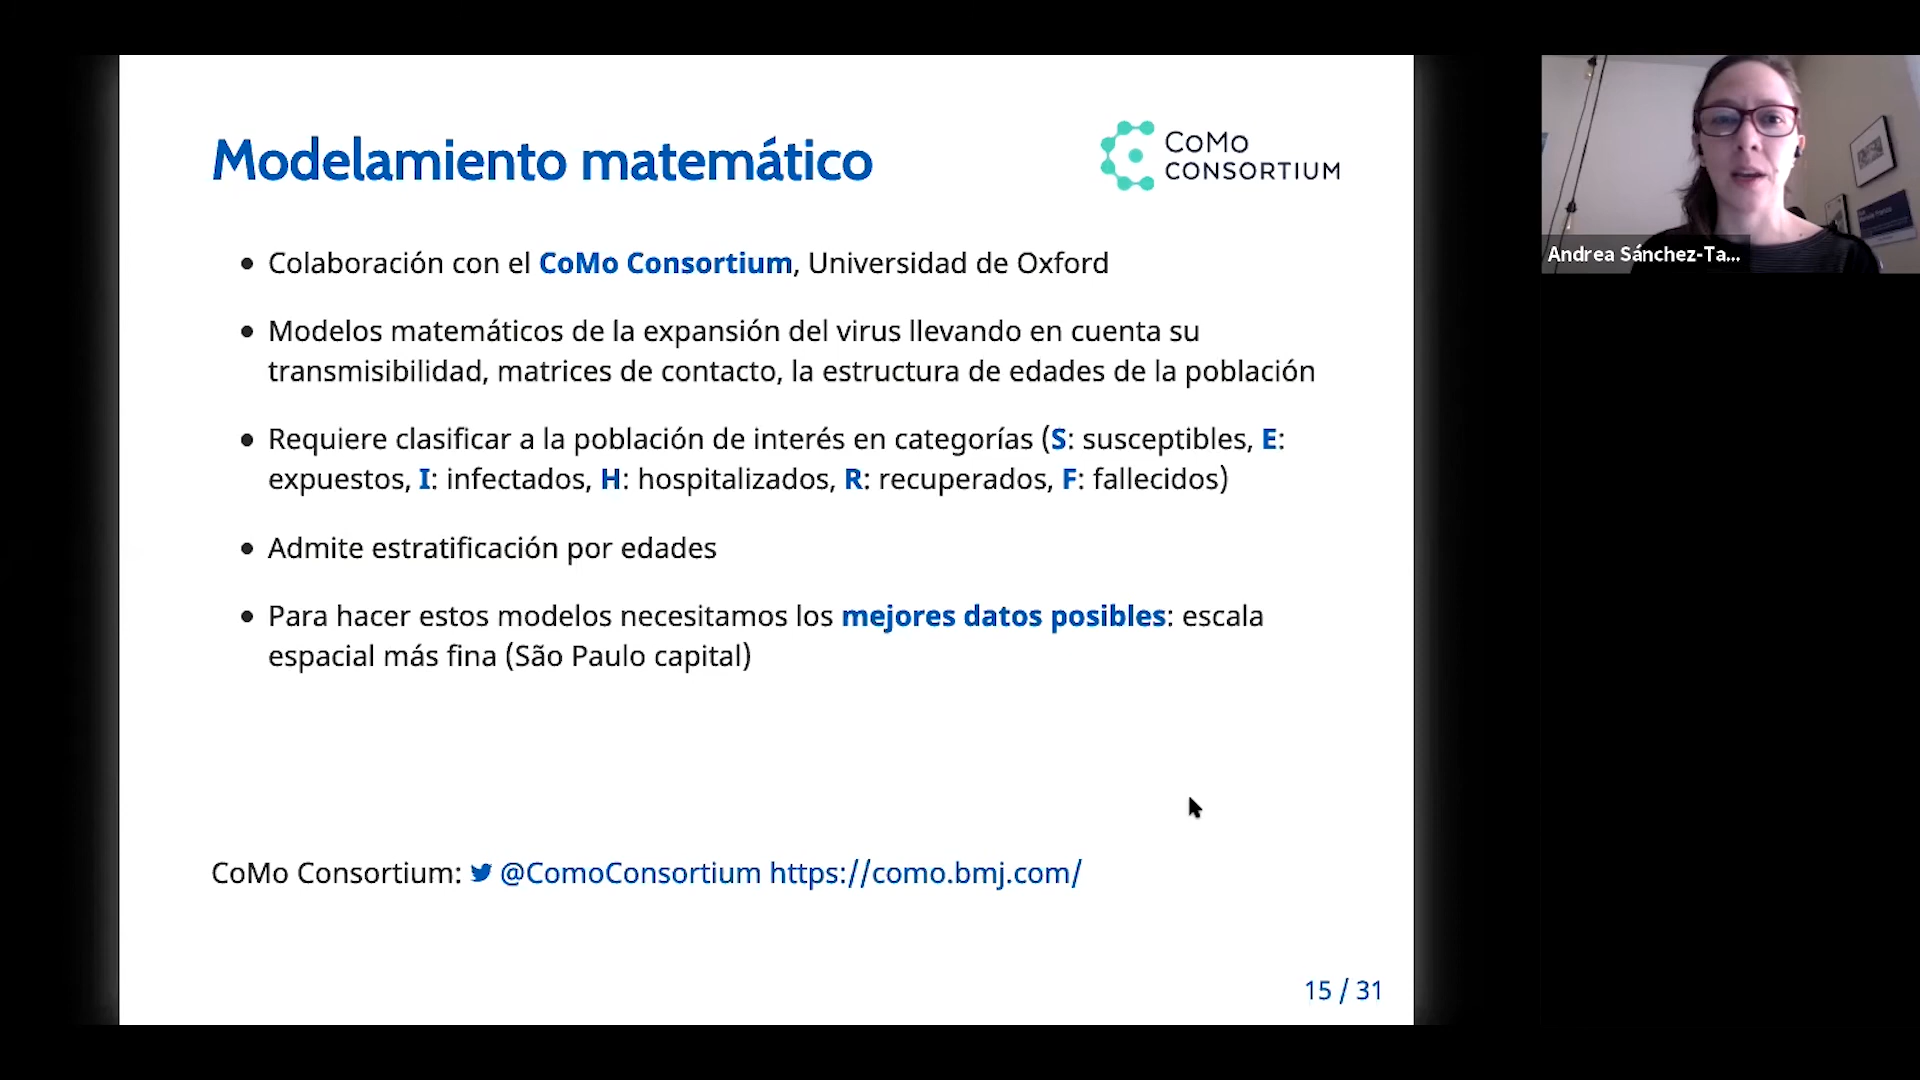 Modelamiento matemático
CoMo
CONSORTIUM
Colaboración con el CoMo Consortium, Universidad de Oxford
Modelos matemáticos de la expansión del virus llevando en cuenta su
transmisibilidad, matrices de contacto, la estructura de edades de la población
Requiere clasificar a la población de interés en categorías (S: susceptibles, E:
expuestos, I: infectados, H: hospitalizados, R: recuperados, F: fallecidos)
Admite estratificación por edades
Para hacer estos modelos necesitamos los mejores datos posibles: escala
espacial más fina (São Paulo capital)
CoMo Consortium: @ComoConsortium https://como.bmj.com/
15 / 31
Andrea Sánchez-Ta...